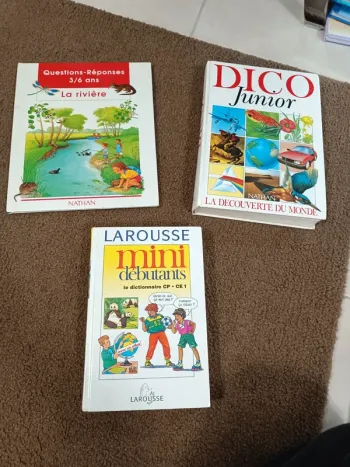 Questions-Réponses
3/6 ans
La rivière
NATHAN
DICO
Junior
NATHAN
LA DECOUVERTE DU MONDE
LAROUSSE
mini
débutants
le dictionnaire CP • CE 1
LAROUSSE